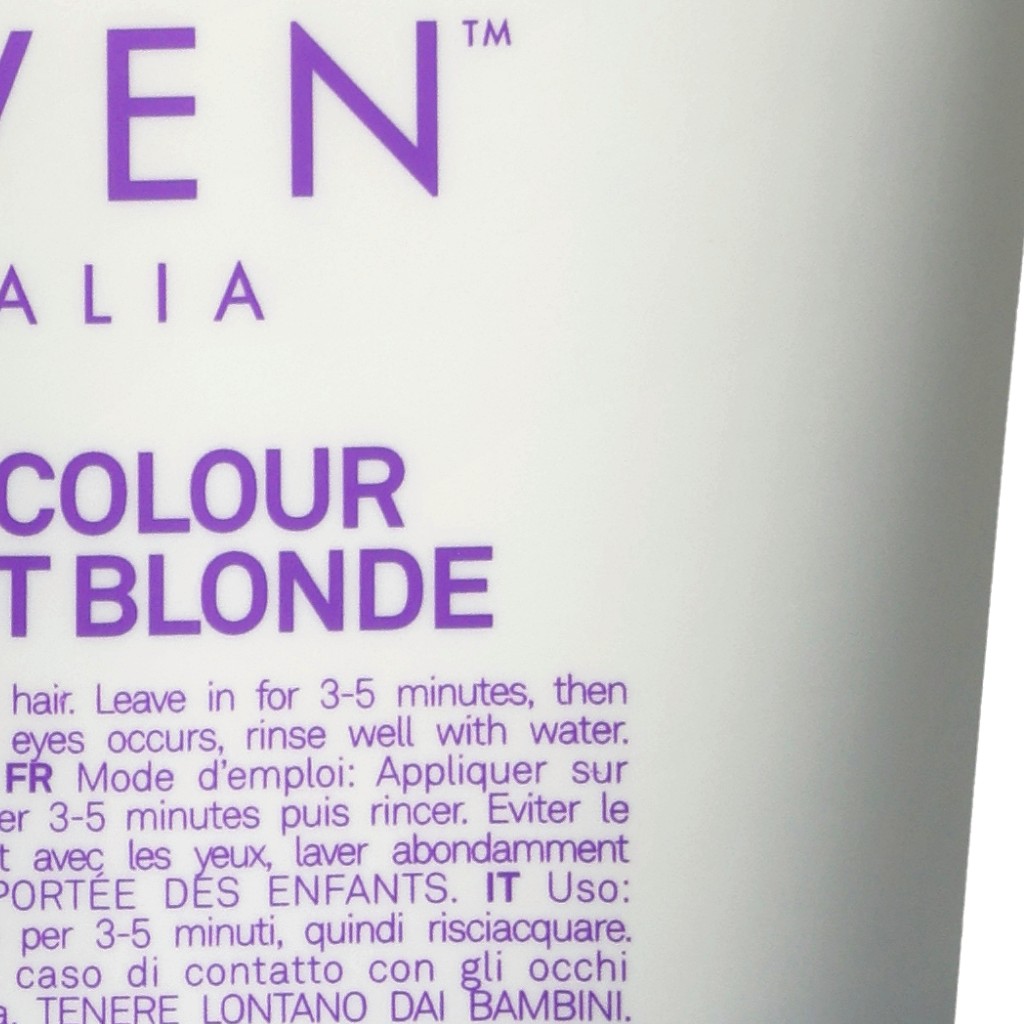 VEN™
ALIA
COLOUR
T BLONDE
hair. Leave in for 3-5 minutes, then
eyes occurs, rinse well with water.
FR Mode d'emploi: Appliquer sur
er 3-5 minutes puis rincer. Eviter le
t avec les yeux, laver abondamment
PORTÉE DES ENFANTS. IT Uso:
per 3-5 minuti, quindi risciacquare.
caso di contatto con gli occhi
a. TENERE LONTANO DAI BAMBINI.